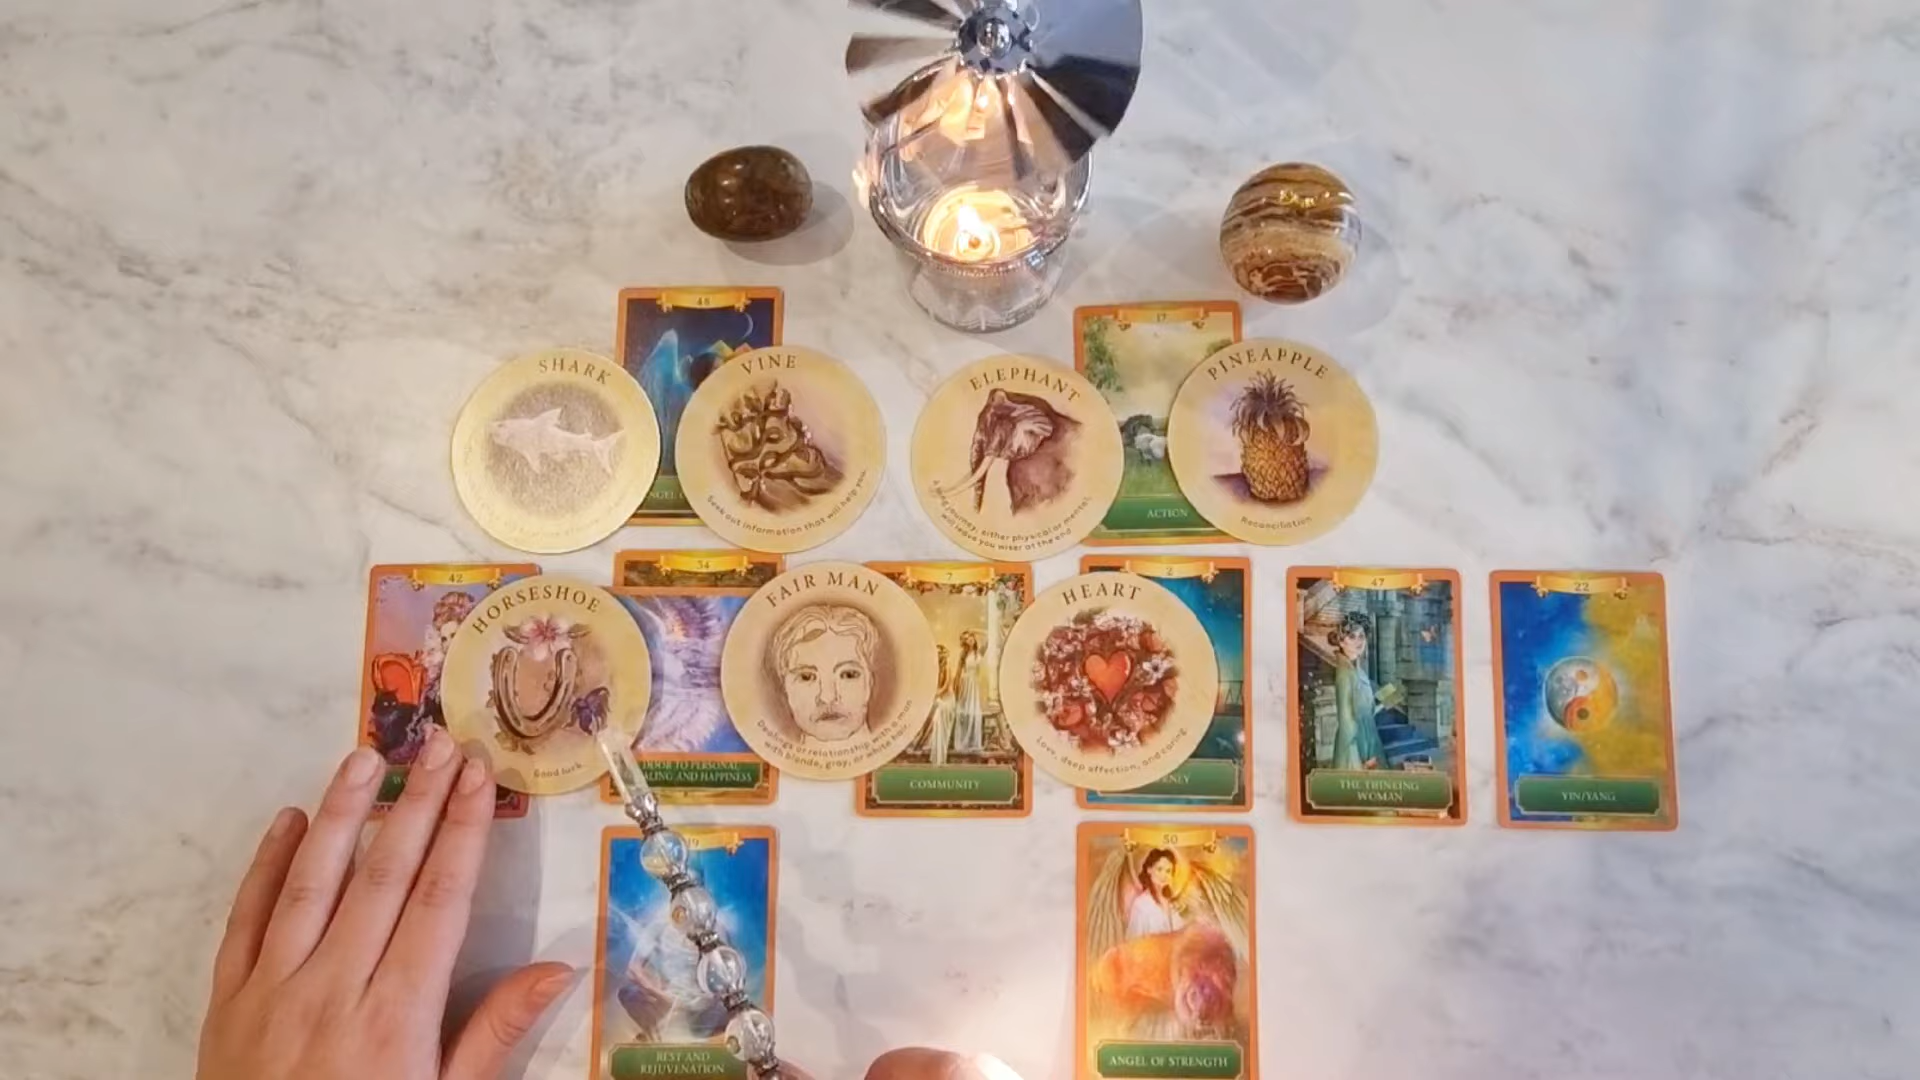 48
17
SHARK
VINE
Seek out information that will help you.
ELEPHANT
A long journey, either physical or mental,
will leave you wiser at the end
ACTION
PINEAPPLE
Reconciliation
42
HORSESHOE
Good luck.
34
DOOR TO PERSONAL
HEALING AND HAPPINESS
FAIR MAN
Dealings or relationship with a man
with blonde, gray, or white hair.
7
COMMUNITY
HEART
Love, deep affection, and caring.
2
47
THE THINKING
WOMAN
22
YIN/YANG
REST AND
REJUVENATION
50
ANGEL OF STRENGTH